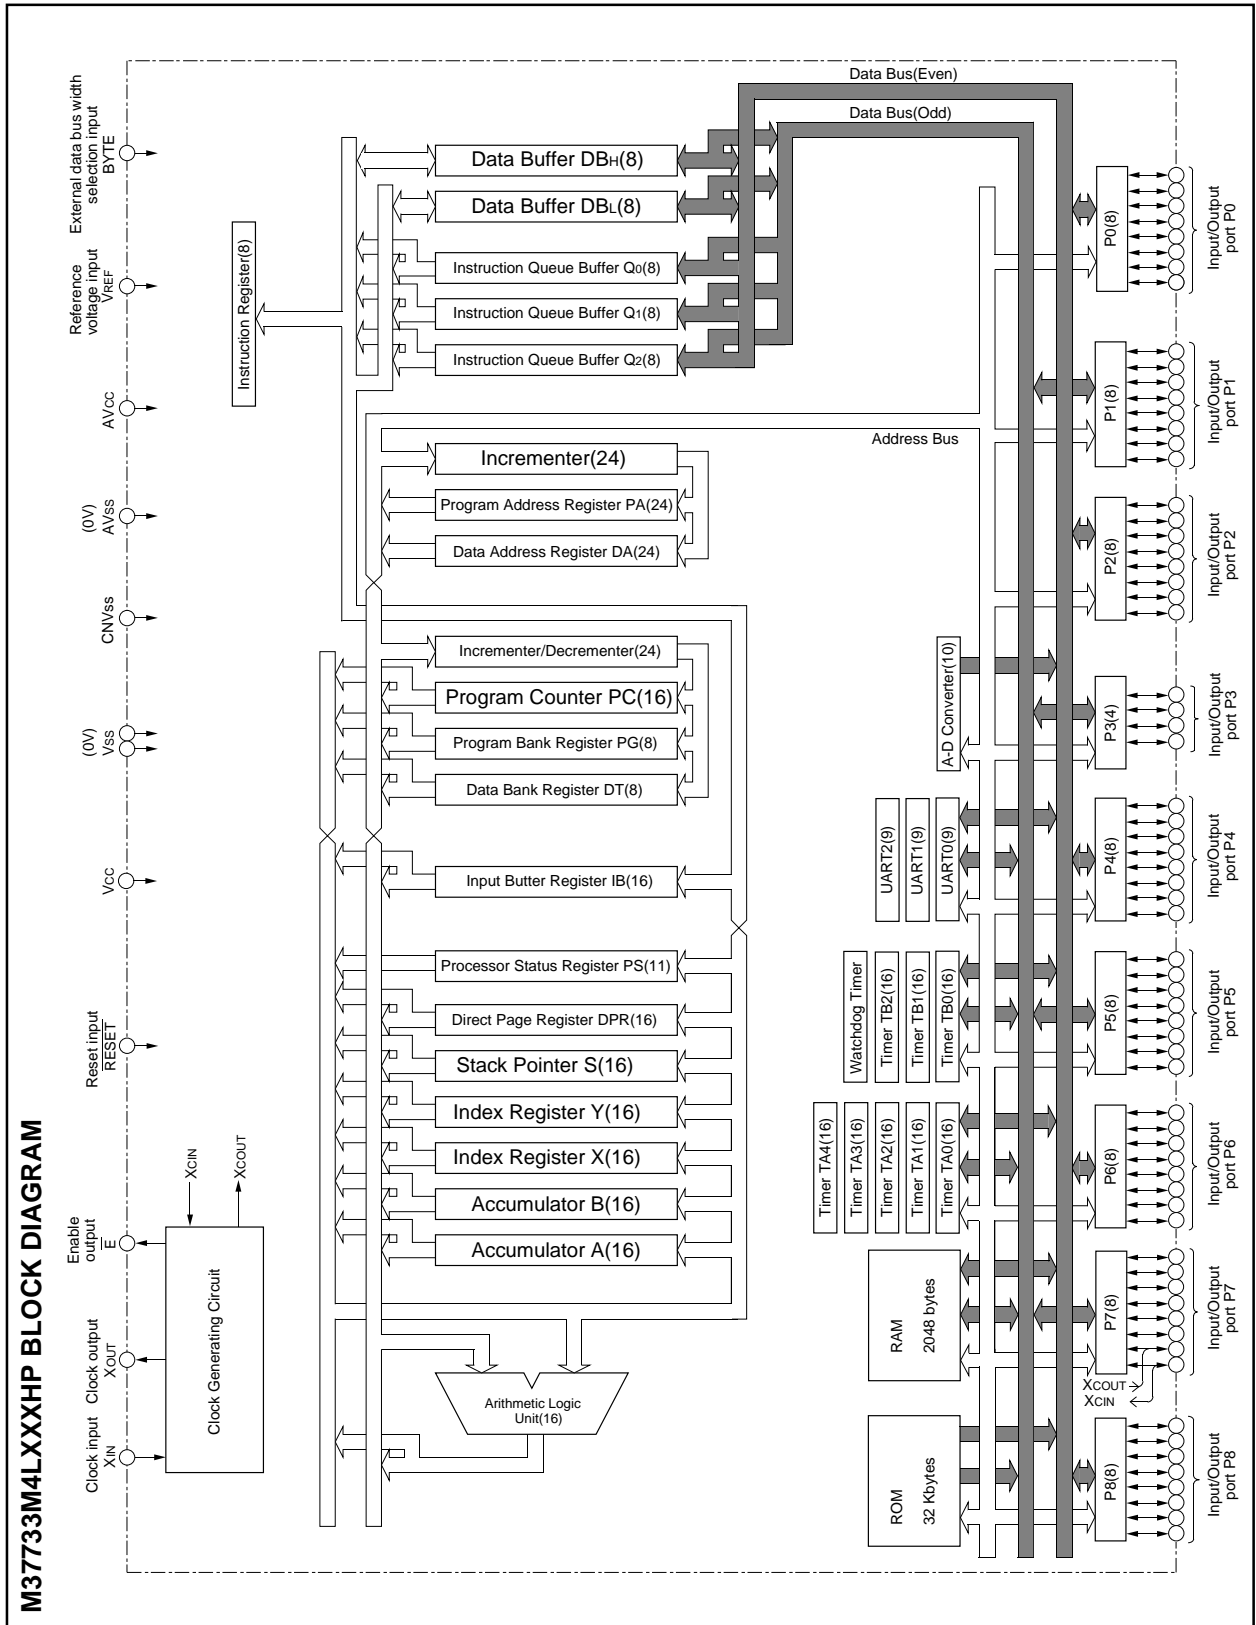 M37733M4LXXXHP BLOCK DIAGRAM
External data bus width
selection input
BYTE
Reference
voltage input
VREF
AVCC
(0V)
AVSS
CNVSS
(0V)
VSS
VCC
Reset input
RESET
Enable
output
E
Clock output
XOUT
Clock input
XIN
XCIN
XCOUT
Clock Generating Circuit
Instruction Register(8)
Data Bus(Even)
Data Bus(Odd)
Data Buffer DBH(8)
Data Buffer DBL(8)
Instruction Queue Buffer Q0(8)
Instruction Queue Buffer Q1(8)
Instruction Queue Buffer Q2(8)
Address Bus
Incrementer(24)
Program Address Register PA(24)
Data Address Register DA(24)
Incrementer/Decrementer(24)
Program Counter PC(16)
Program Bank Register PG(8)
Data Bank Register DT(8)
Input Butter Register IB(16)
Processor Status Register PS(11)
Direct Page Register DPR(16)
Stack Pointer S(16)
Index Register Y(16)
Index Register X(16)
Accumulator B(16)
Accumulator A(16)
Arithmetic Logic
Unit(16)
A-D Converter(10)
UART2(9)
UART1(9)
UART0(9)
Watchdog Timer
Timer TB2(16)
Timer TB1(16)
Timer TB0(16)
Timer TA4(16)
Timer TA3(16)
Timer TA2(16)
Timer TA1(16)
Timer TA0(16)
RAM
2048 bytes
ROM
32 Kbytes
P0(8)
Input/Output
port P0
P1(8)
Input/Output
port P1
P2(8)
Input/Output
port P2
P3(4)
Input/Output
port P3
P4(8)
Input/Output
port P4
P5(8)
Input/Output
port P5
P6(8)
Input/Output
port P6
P7(8)
Input/Output
port P7
XCOUT
XCIN
P8(8)
Input/Output
port P8